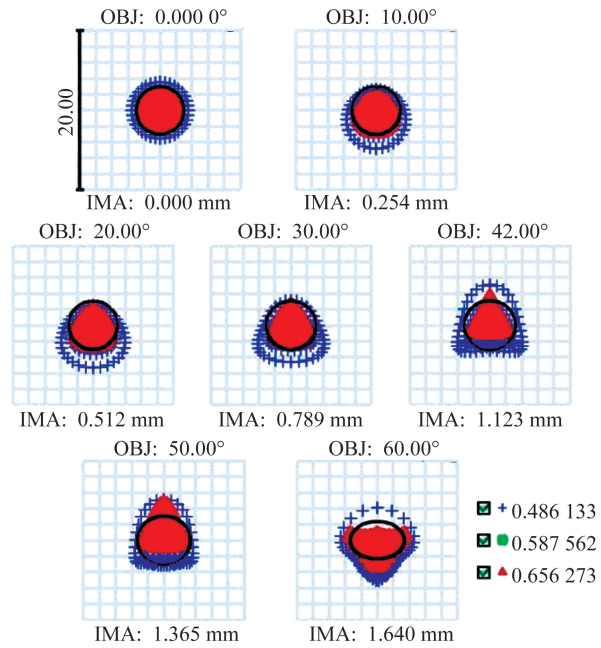 OBJ: 0.000 0° OBJ: 10.00°
20.00
IMA: 0.000 mm IMA: 0.254 mm
OBJ: 20.00° OBJ: 30.00° OBJ: 42.00°
IMA: 0.512 mm IMA: 0.789 mm IMA: 1.123 mm
OBJ: 50.00° OBJ: 60.00°
0.486 133
0.587 562
0.656 273
IMA: 1.365 mm IMA: 1.640 mm